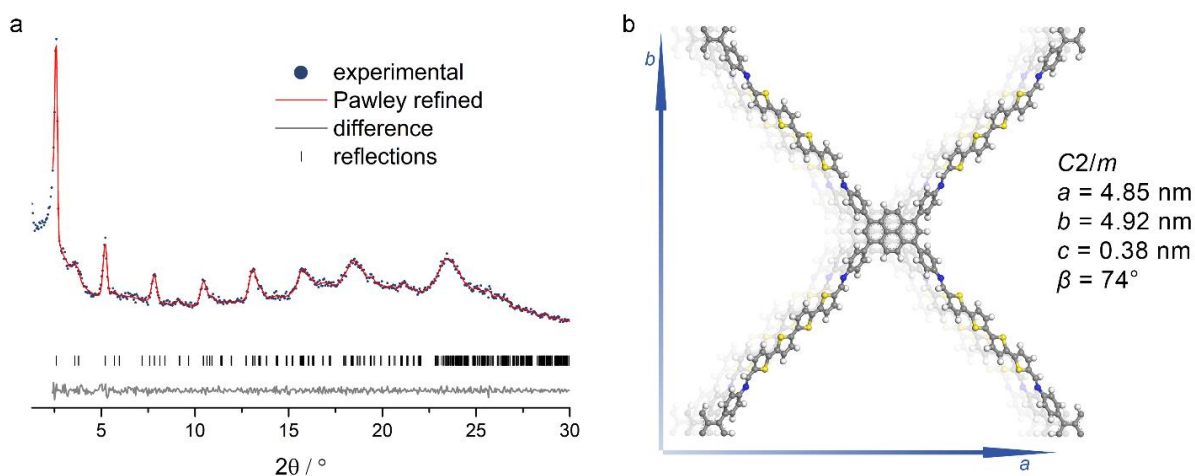 a
experimental
Pawley refined
difference
reflections
5
10
15
20
25
30
2θ / °
b
b
C2/m
a = 4.85 nm
b = 4.92 nm
c = 0.38 nm
β = 74°
a